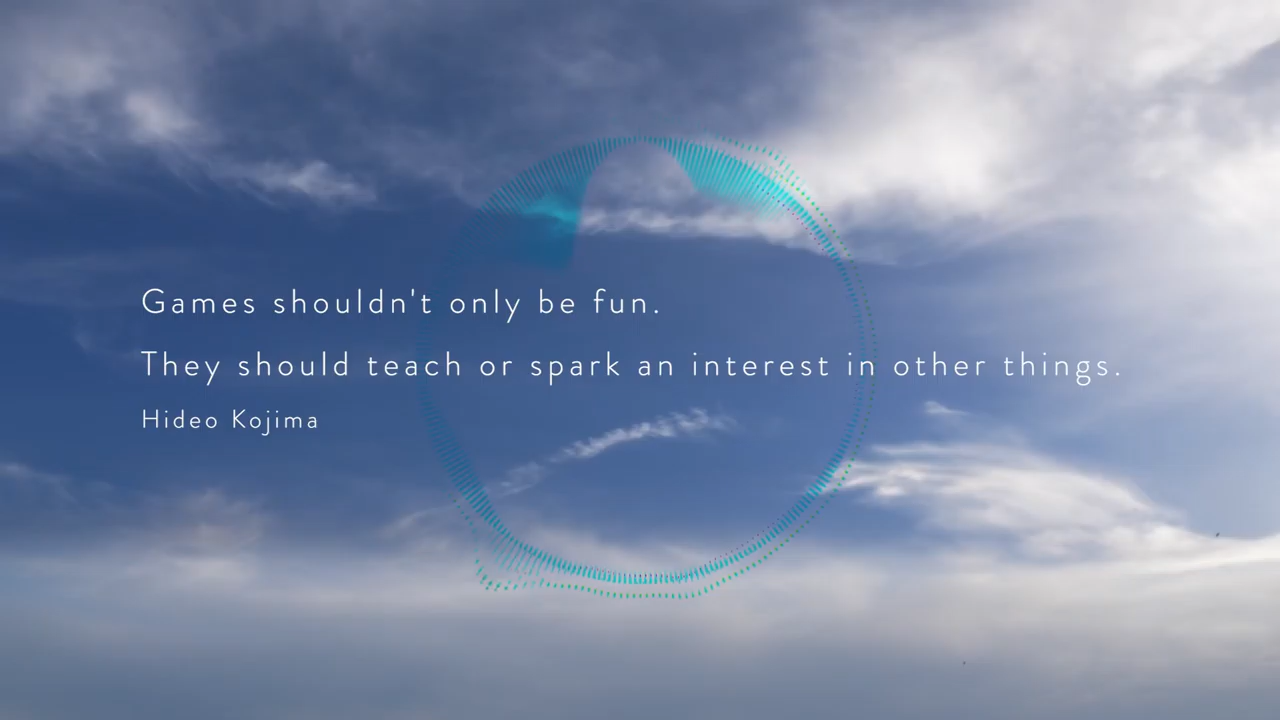 Games shouldn't only be fun.
They should teach or spark an interest in other things.
Hideo Kojima